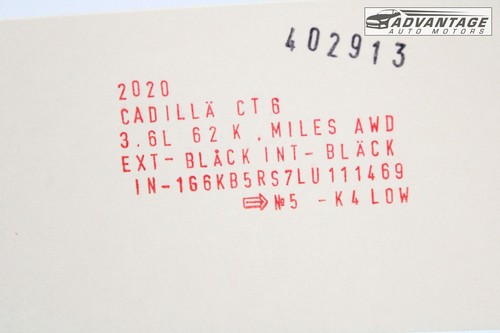 ADVANTAGE
AUTO MOTORS
402913
2020
CADILLÄ CT6
3.6L 62 K .MILES AWD
EXT-BLÅCK INT-BLÄCK
IN-1G6KB5RS7LU111469
⇨ №5 -K4 LOW